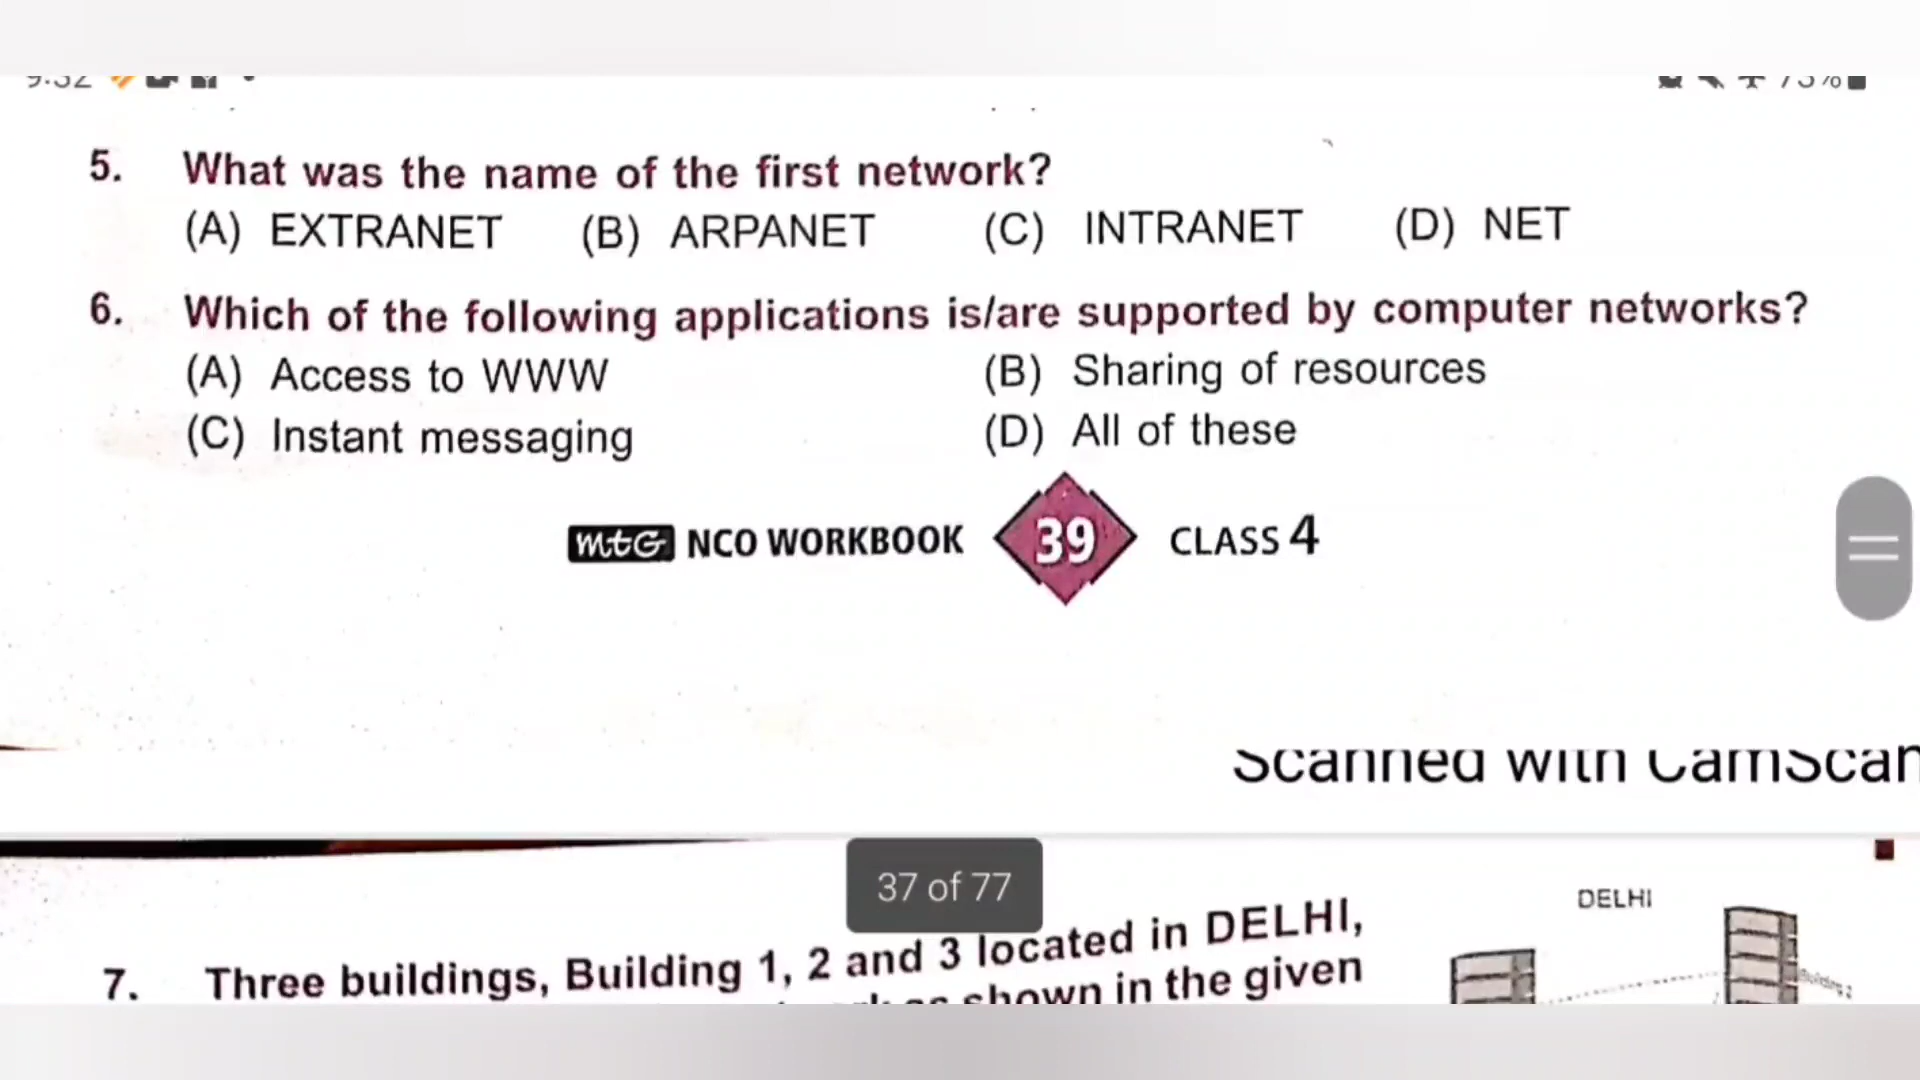 5. What was the name of the first network?
(A) EXTRANET (B) ARPANET (C) INTRANET (D) NET
6. Which of the following applications is/are supported by computer networks?
(A) Access to WWW (B) Sharing of resources
(C) Instant messaging (D) All of these
mtG NCO WORKBOOK 39 CLASS 4
Scanned with CamScan
37 of 77
DELHI
7. Three buildings, Building 1, 2 and 3 located in DELHI,
as shown in the given